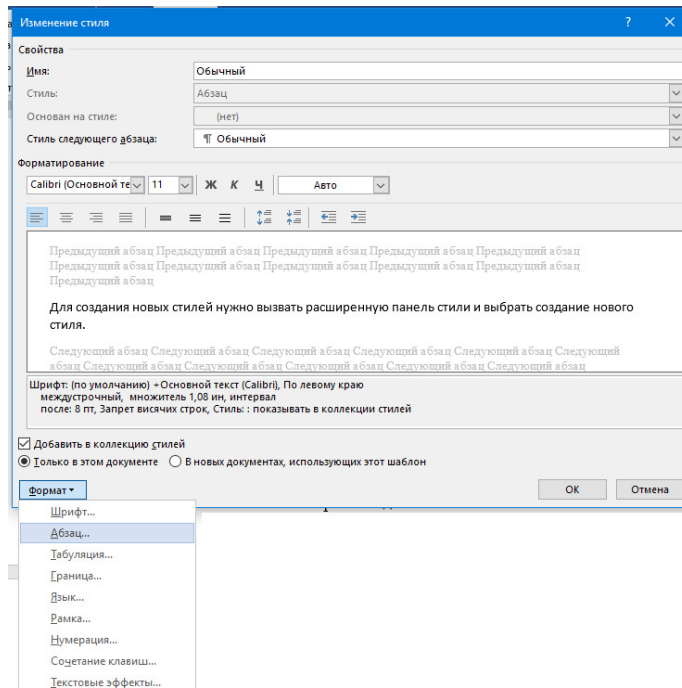 Изменение стиля ?
Свойства
Имя: Обычный
Стиль: Абзац
Основан на стиле: (нет)
Стиль следующего абзаца: ¶ Обычный
Форматирование
Calibri (Основной те 11 Ж К Ч Авто
Предыдущий абзац Предыдущий абзац Предыдущий абзац Предыдущий абзац Предыдущий абзац
Предыдущий абзац Предыдущий абзац Предыдущий абзац Предыдущий абзац Предыдущий абзац
Предыдущий абзац
Для создания новых стилей нужно вызвать расширенную панель стили и выбрать создание нового
стиля.
Следующий абзац Следующий абзац Следующий абзац Следующий абзац Следующий абзац Следующий
абзац Следующий абзац Следующий абзац Следующий абзац Следующий абзац Следующий абзац
Шрифт: (по умолчанию) +Основной текст (Calibri), По левому краю
междустрочный, множитель 1,08 ин, интервал
после: 8 пт, Запрет висячих строк, Стиль: : показывать в коллекции стилей
Добавить в коллекцию стилей
Только в этом документе В новых документах, использующих этот шаблон
Формат ОК Отмена
Шрифт...
Абзац...
Табуляция...
Граница...
Язык...
Рамка...
Нумерация...
Сочетание клавиш...
Текстовые эффекты...